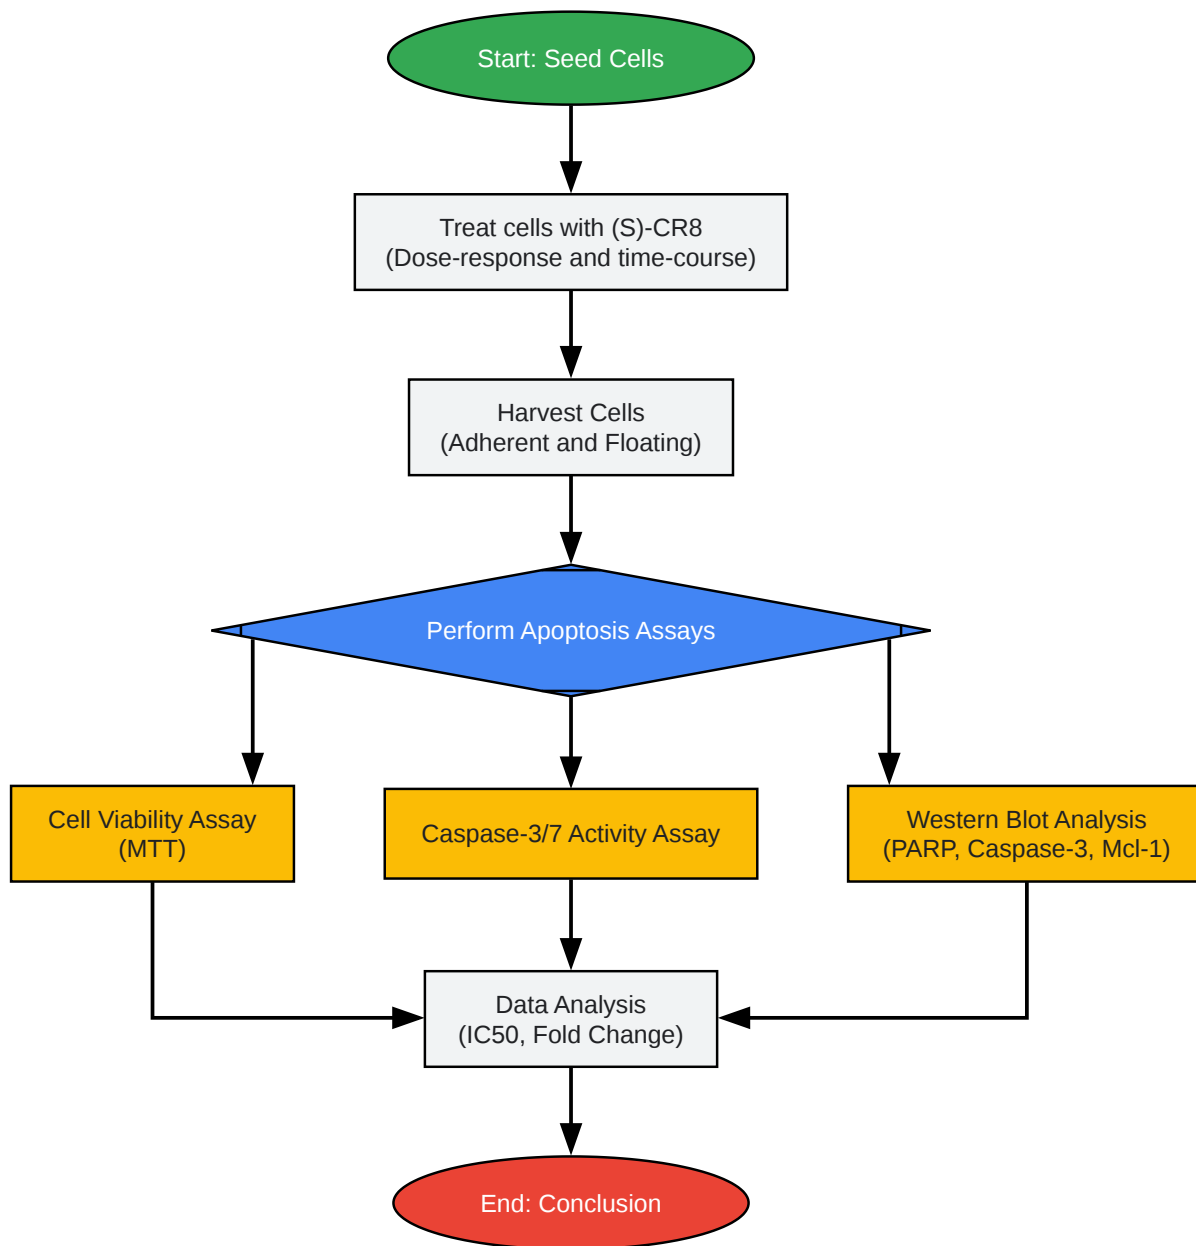 Start: Seed Cells
Treat cells with (S)-CR8
(Dose-response and time-course)
Harvest Cells
(Adherent and Floating)
Perform Apoptosis Assays
Cell Viability Assay
(MTT)
Caspase-3/7 Activity Assay
Western Blot Analysis
(PARP, Caspase-3, Mcl-1)
Data Analysis
(IC50, Fold Change)
End: Conclusion